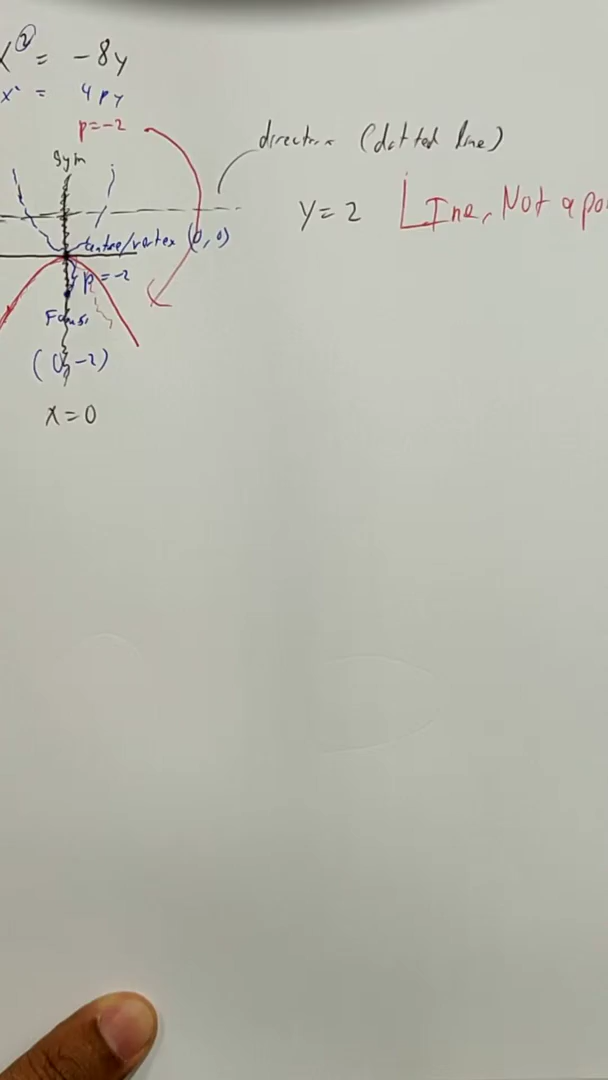 x² = -8y
x² = 4py
p=-2
directrix (dotted line)
Sym
y=2 Line, Not a po
centre/vertex (0, 0)
p=-2
Focus:
(0, -2)
x=0